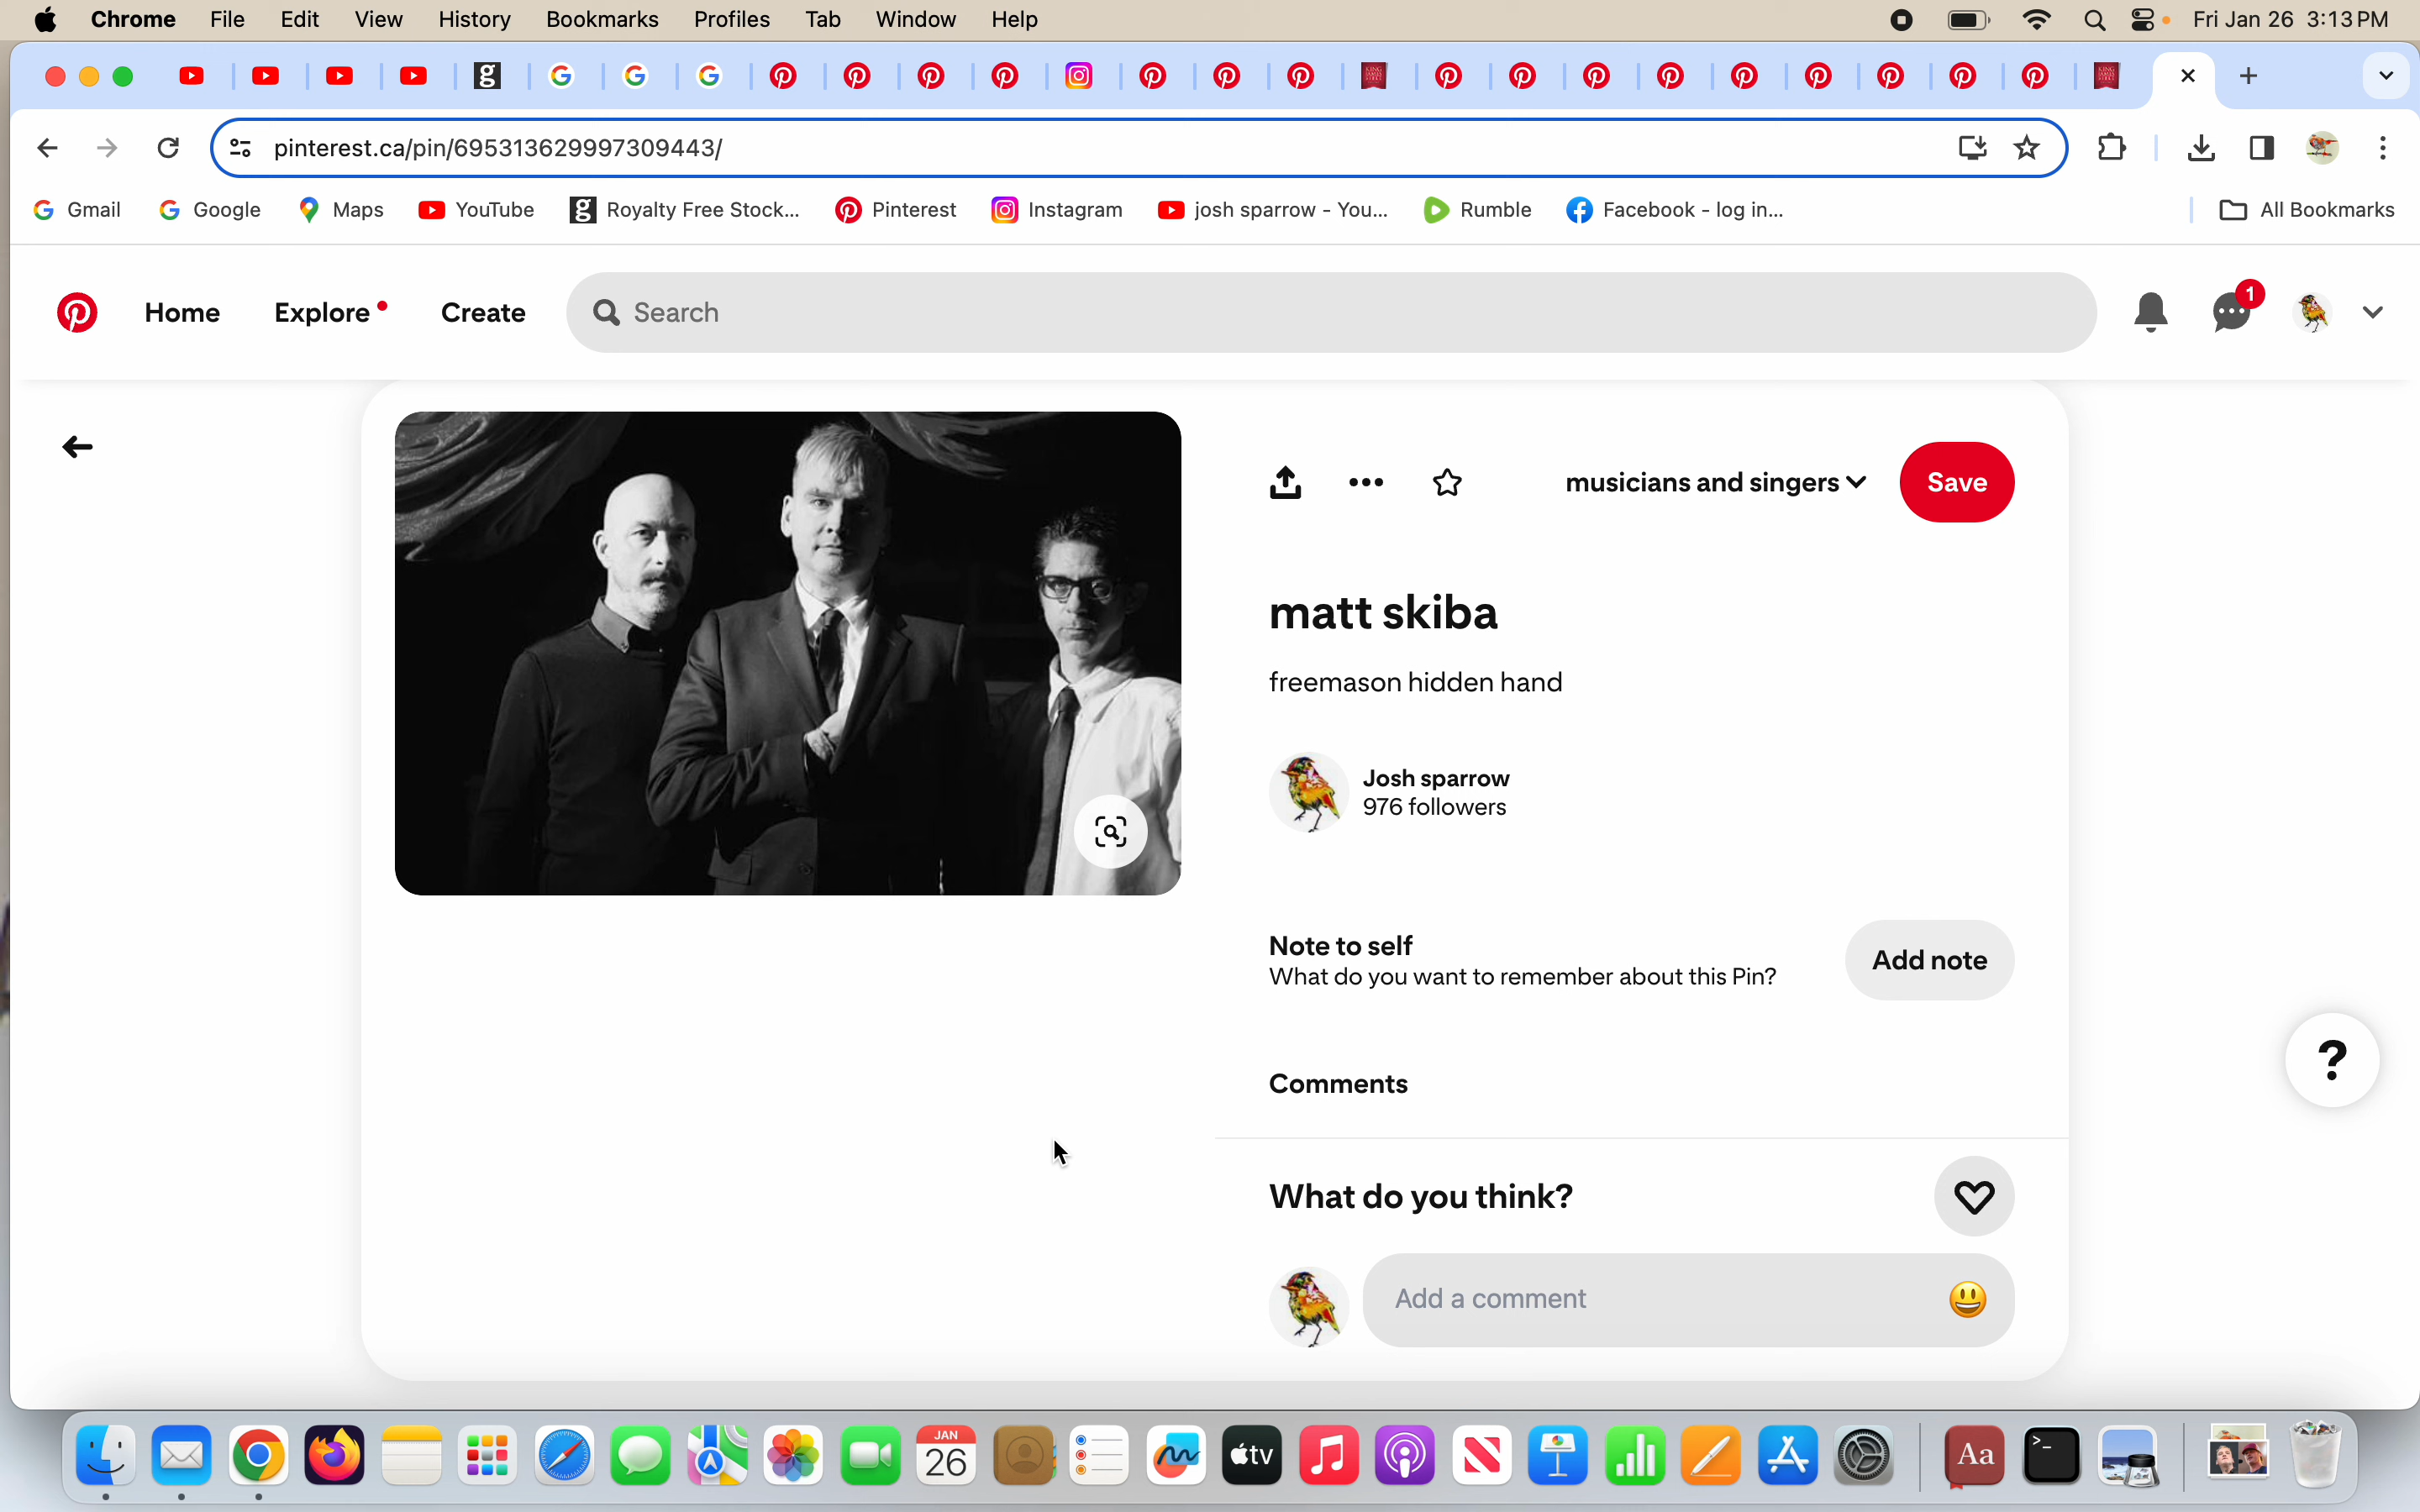 Chrome File Edit View History Bookmarks Profiles Tab Window Help Fri Jan 26 3:13 PM
pinterest.ca/pin/695313629997309443/
Gmail Google Maps YouTube Royalty Free Stock... Pinterest Instagram josh sparrow - You... Rumble Facebook - log in... All Bookmarks
Home Explore Create Search 1
musicians and singers Save
matt skiba
freemason hidden hand
Josh sparrow
976 followers
Note to self
What do you want to remember about this Pin?
Add note
Comments
?
What do you think?
Add a comment
JAN
26
tv
Aa